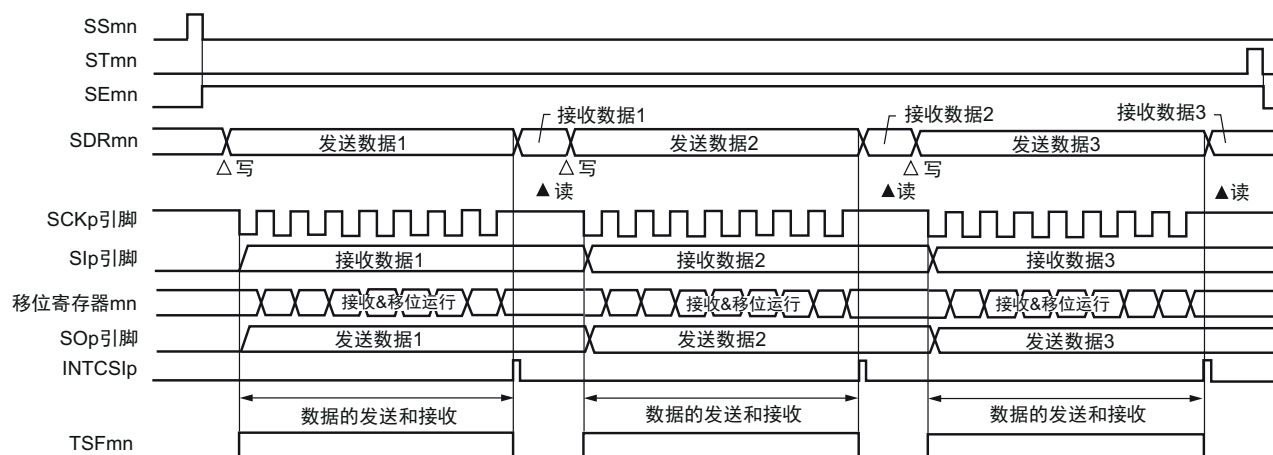 SSmn
STmn
SEmn
接收数据1 接收数据2 接收数据3
SDRmn 发送数据1 发送数据2 发送数据3
△写 △写 △写
▲读 ▲读 ▲读
SCKp引脚
SIp引脚 接收数据1 接收数据2 接收数据3
移位寄存器mn 接收&移位运行 接收&移位运行 接收&移位运行
SOp引脚 发送数据1 发送数据2 发送数据3
INTCSIp
数据的发送和接收 数据的发送和接收 数据的发送和接收
TSFmn